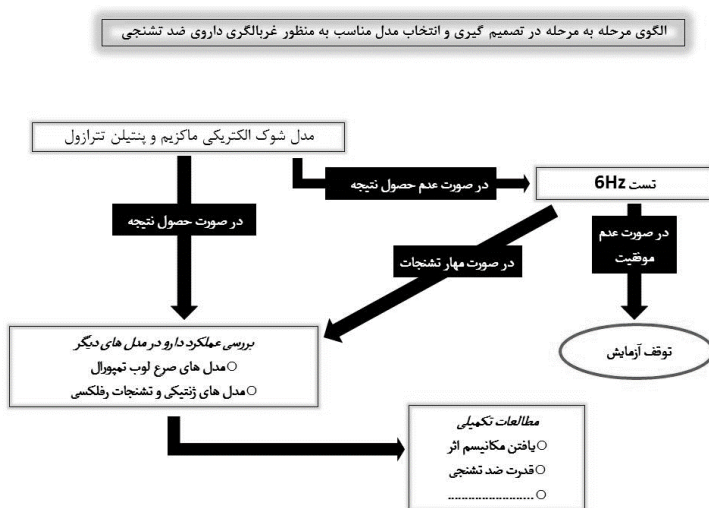 الگوی مرحله به مرحله در تصمیم گیری و انتخاب مدل مناسب به منظور غربالگری داروی ضد تشنجی
مدل شوک الکتریکی ماکزیم و پنتیلن تترازول
در صورت عدم حصول نتیجه
تست 6Hz
در صورت حصول نتیجه
در صورت مهار تشنجات
در صورت عدم
موفقیت
بررسی عملکرد دارو در مدل های دیگر
○مدل های صرع لوب تمپورال
○مدل های ژنتیکی و تشنجات رفلکسی
توقف آزمایش
مطالعات تکمیلی
○یافتن مکانیسم اثر
○قدرت ضد تشنجی
○ .........................